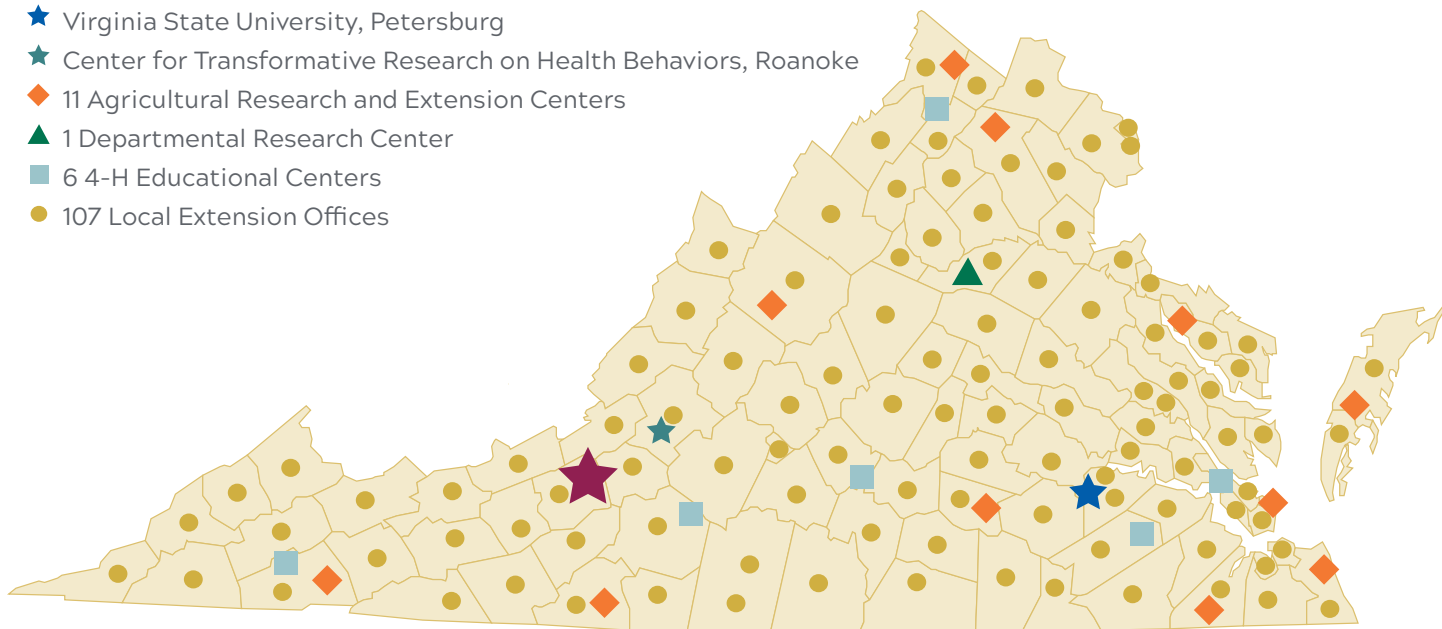 Virginia State University, Petersburg
Center for Transformative Research on Health Behaviors, Roanoke
11 Agricultural Research and Extension Centers
1 Departmental Research Center
6 4-H Educational Centers
107 Local Extension Offices